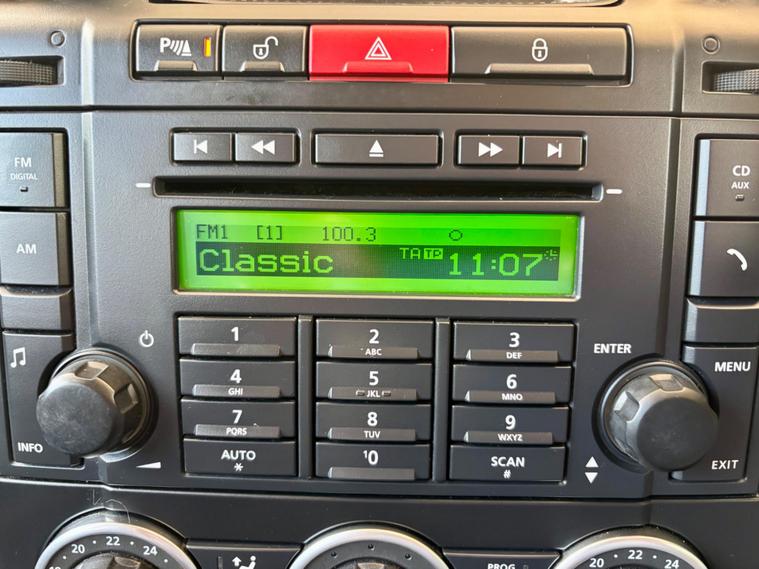 P
FM
DIGITAL
CD
AUX
FM1 [1] 100.3
Classic TA TP 11:07
AM
1
2
ABC
3
DEF
ENTER
MENU
4
GHI
5
JKL
6
MNO
7
PQRS
8
TUV
9
WXYZ
INFO
AUTO
*
10
SCAN
#
EXIT
20 22 24
PROG
20 22 24